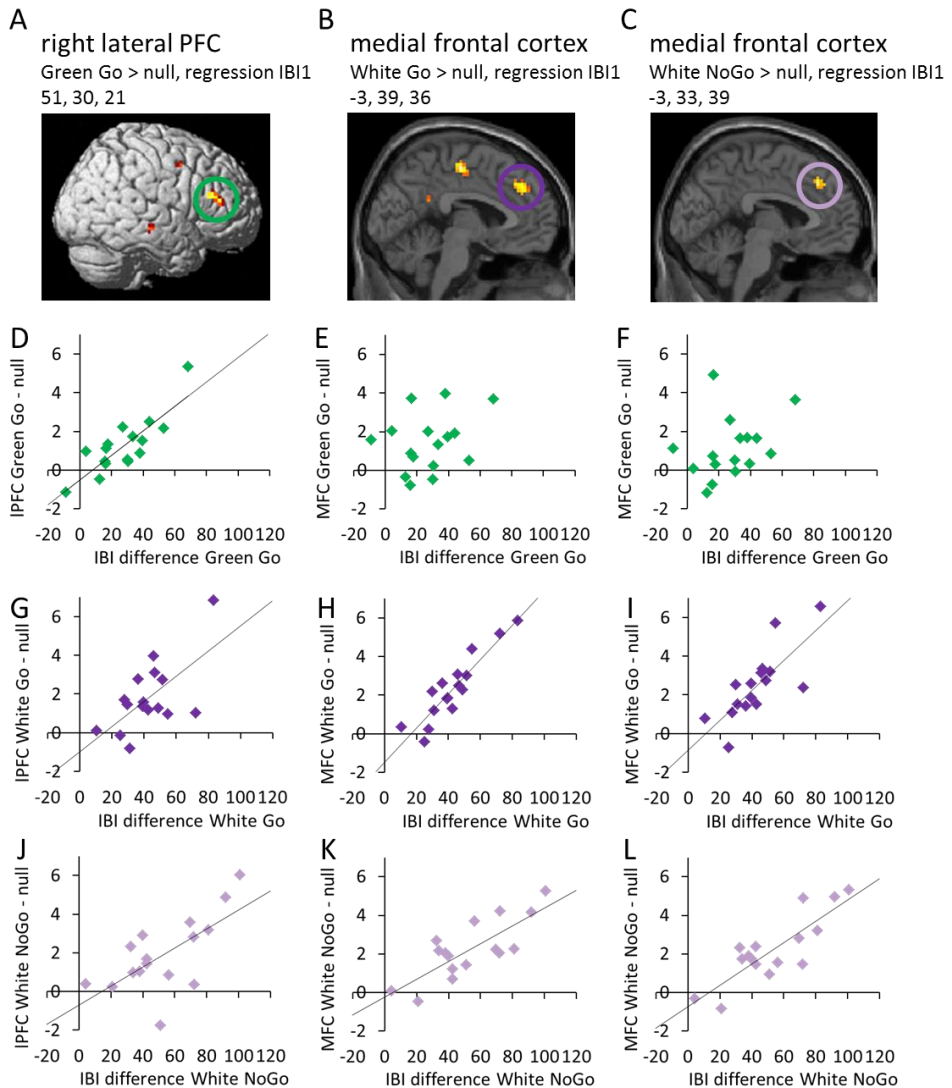 A
right lateral PFC
Green Go > null, regression IBI1
51, 30, 21
B
medial frontal cortex
White Go > null, regression IBI1
-3, 39, 36
C
medial frontal cortex
White NoGo > null, regression IBI1
-3, 33, 39
D
lPFC Green Go - null
6
4
2
0
-2
-20 0 20 40 60 80 100 120
IBI difference Green Go
E
MFC Green Go - null
6
4
2
0
-2
-20 0 20 40 60 80 100 120
IBI difference Green Go
F
MFC Green Go - null
6
4
2
0
-2
-20 0 20 40 60 80 100 120
IBI difference Green Go
G
lPFC White Go - null
6
4
2
0
-2
-20 0 20 40 60 80 100 120
IBI difference White Go
H
MFC White Go - null
6
4
2
0
-2
-20 0 20 40 60 80 100 120
IBI difference White Go
I
MFC White Go - null
6
4
2
0
-2
-20 0 20 40 60 80 100 120
IBI difference White Go
J
lPFC White NoGo - null
6
4
2
0
-2
-20 0 20 40 60 80 100 120
IBI difference White NoGo
K
MFC White NoGo - null
6
4
2
0
-2
-20 0 20 40 60 80 100 120
IBI difference White NoGo
L
MFC White NoGo - null
6
4
2
0
-2
-20 0 20 40 60 80 100 120
IBI difference White NoGo